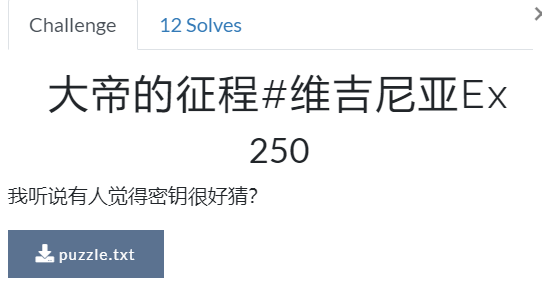 Challenge
12 Solves
大帝的征程#维吉尼亚Ex
250
我听说有人觉得密钥很好猜?
puzzle.txt